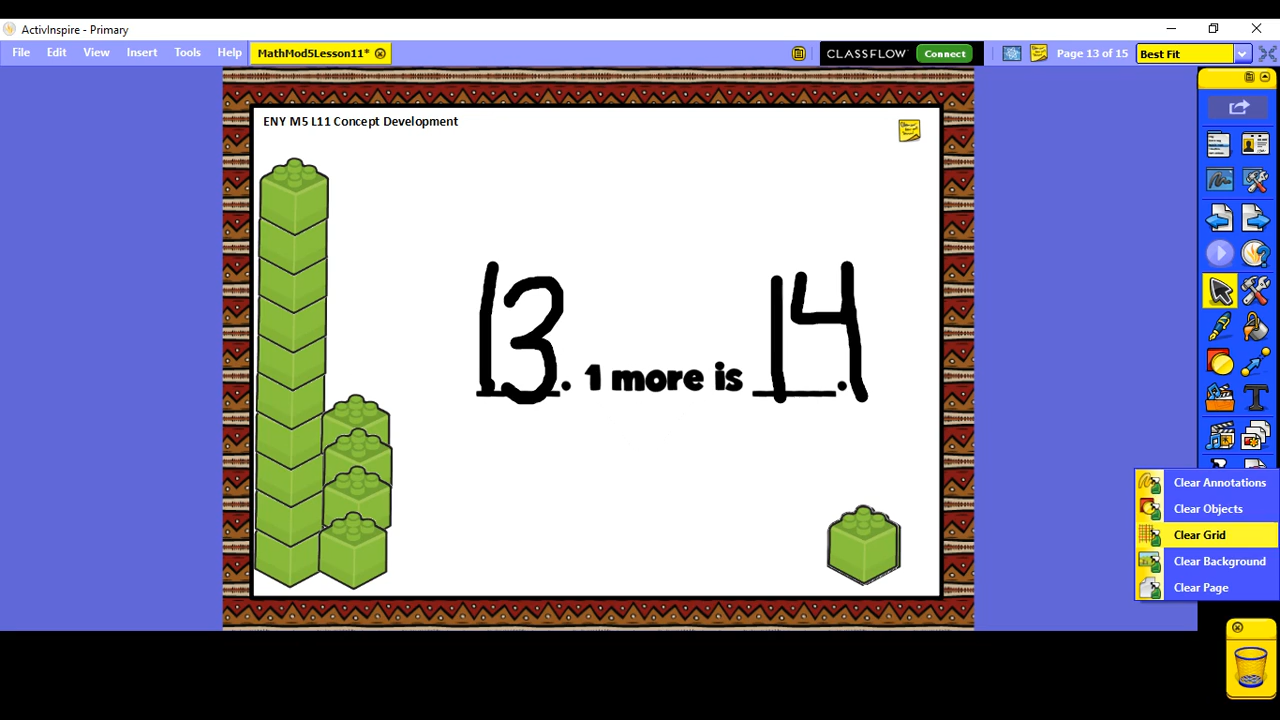 ActivInspire - Primary
File Edit View Insert Tools Help MathMod5Lesson11* CLASSFLOW Connect Page 13 of 15 Best Fit
ENY M5 L11 Concept Development
13. 1 more is 14.
Clear Annotations
Clear Objects
Clear Grid
Clear Background
Clear Page